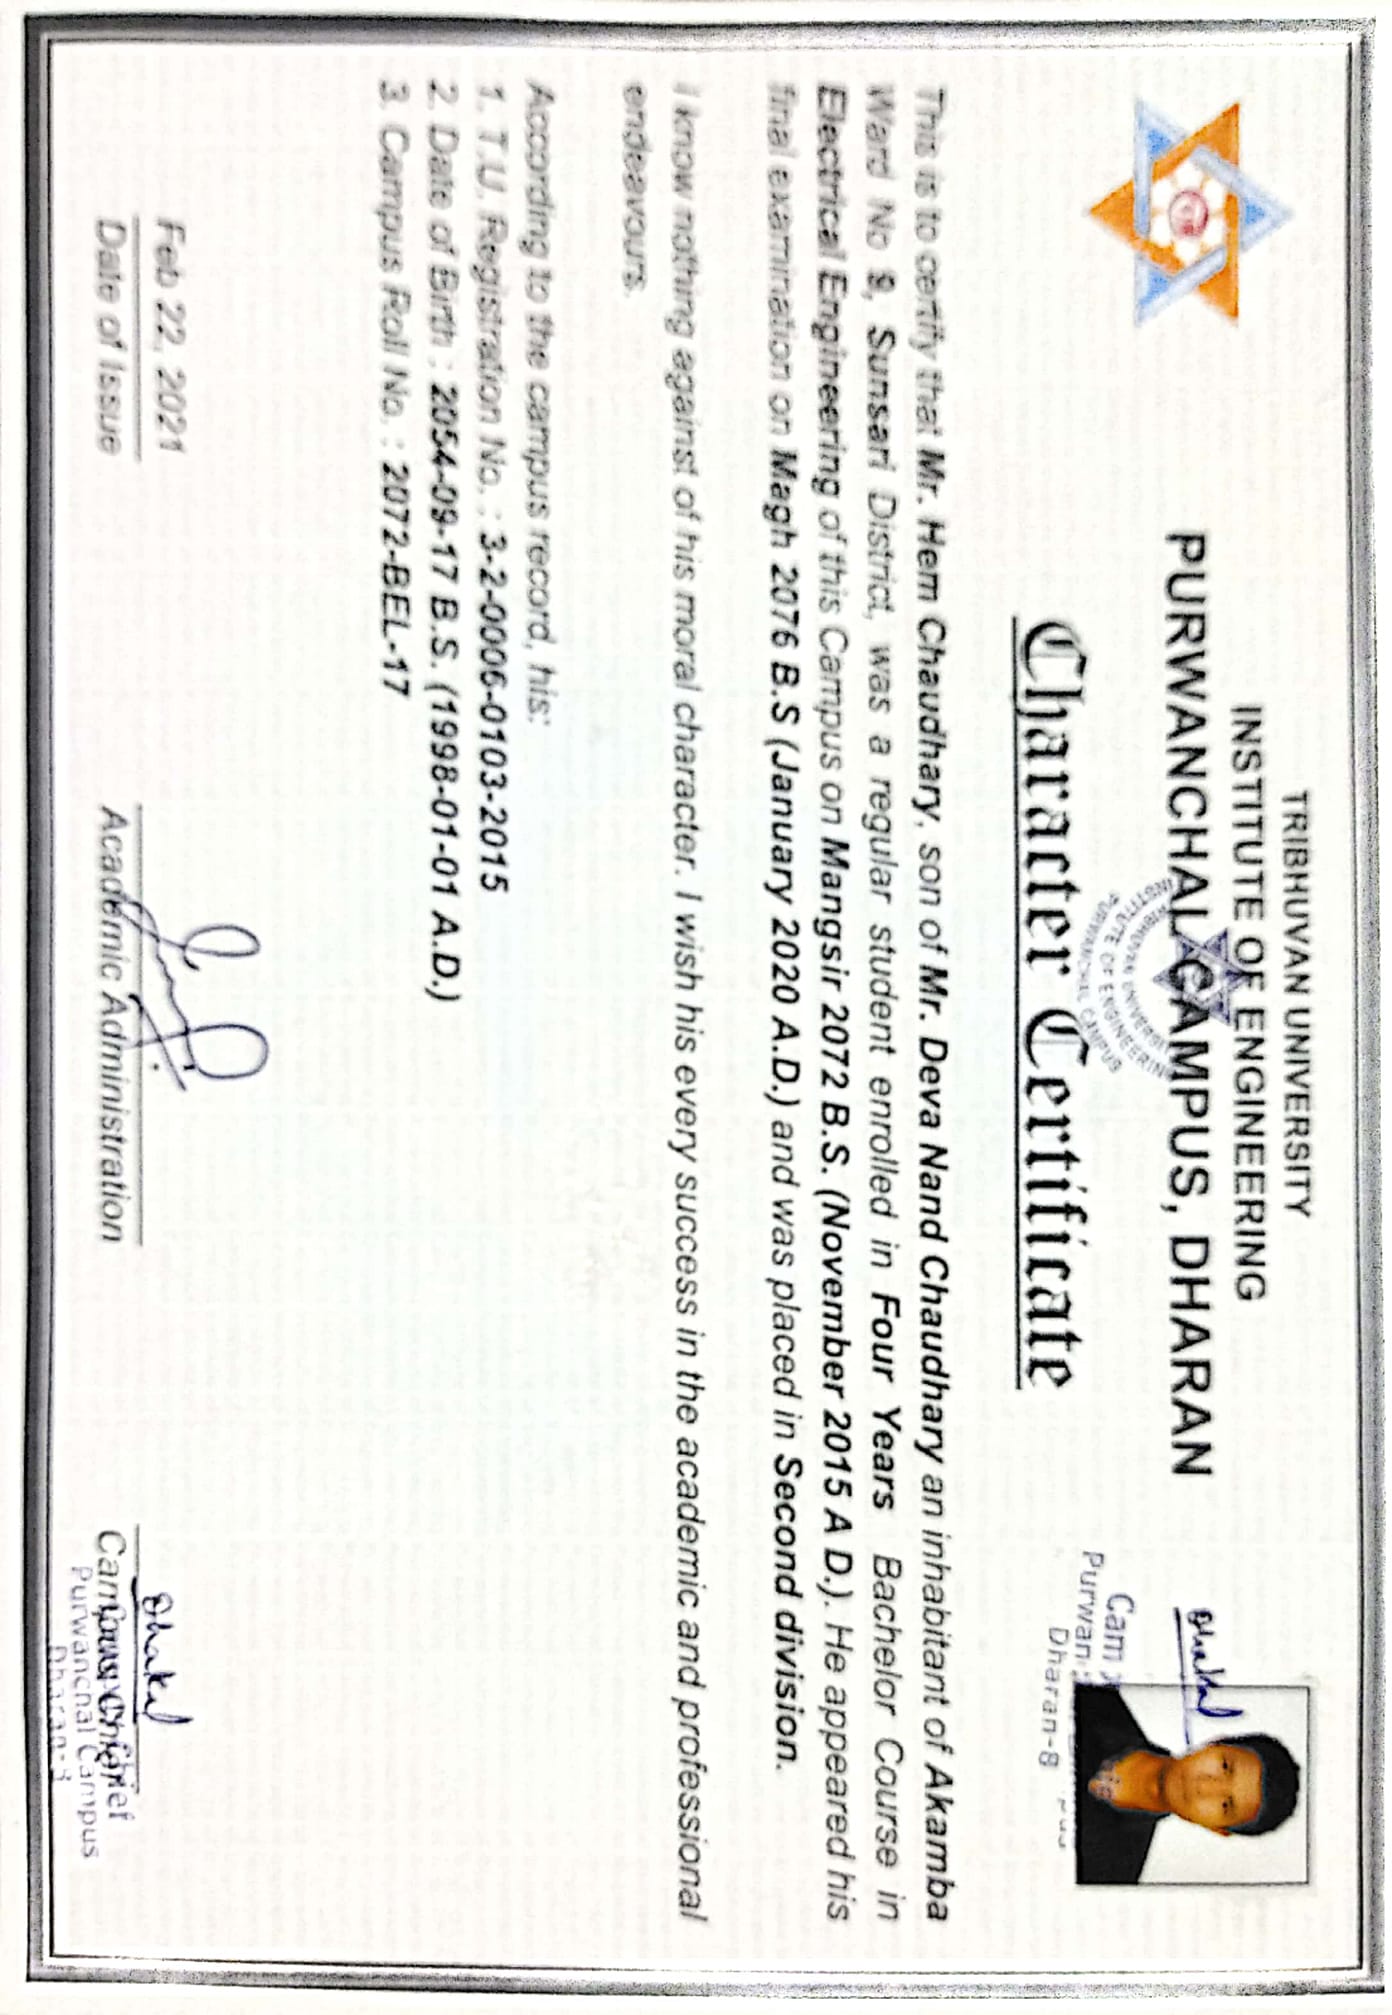 TRIBHUVAN UNIVERSITY
INSTITUTE OF ENGINEERING
PURWANCHAL CAMPUS, DHARAN
TRIBHUVAN UNIVERSITY
INSTITUTE OF ENGINEERING
PURWANCHAL CAMPUS
Dhakal
Purwan
Dharan-8
Character Certificate
This is to certify that Mr. Hem Chaudhary, son of Mr. Deva Nand Chaudhary an inhabitant of Akamba
Ward No 9, Sunsari District, was a regular student enrolled in Four Years Bachelor Course in
Electrical Engineering of this Campus on Mangsir 2072 B.S. (November 2015 A D.). He appeared his
final examination on Magh 2076 B.S (January 2020 A.D.) and was placed in Second division.
I know nothing against of his moral character. I wish his every success in the academic and professional
endeavours.
According to the campus record, his:
1. T.U. Registration No. : 3-2-0006-0103-2015
2. Date of Birth : 2054-09-17 B.S. (1998-01-01 A.D.)
3. Campus Roll No. : 2072-BEL-17
Feb 22, 2021
Date of Issue
Academic Administration
Dhakal
Campus Chief
Campus Chief
Purwanchal Campus
Dharan-8